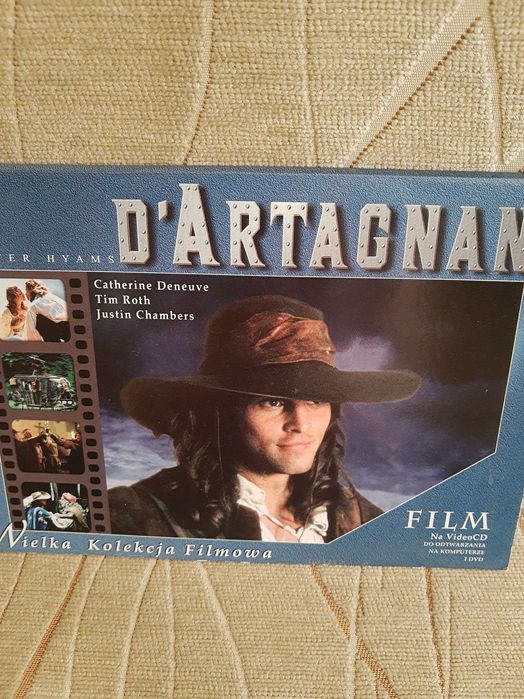 D'ARTAGNAN
TER HYAMS
Catherine Deneuve
Tim Roth
Justin Chambers
FILM
Na VideoCD
DO ODTWARZANIA
NA KOMPUTERZE
I DVD
Wielka Kolekcja Filmowa